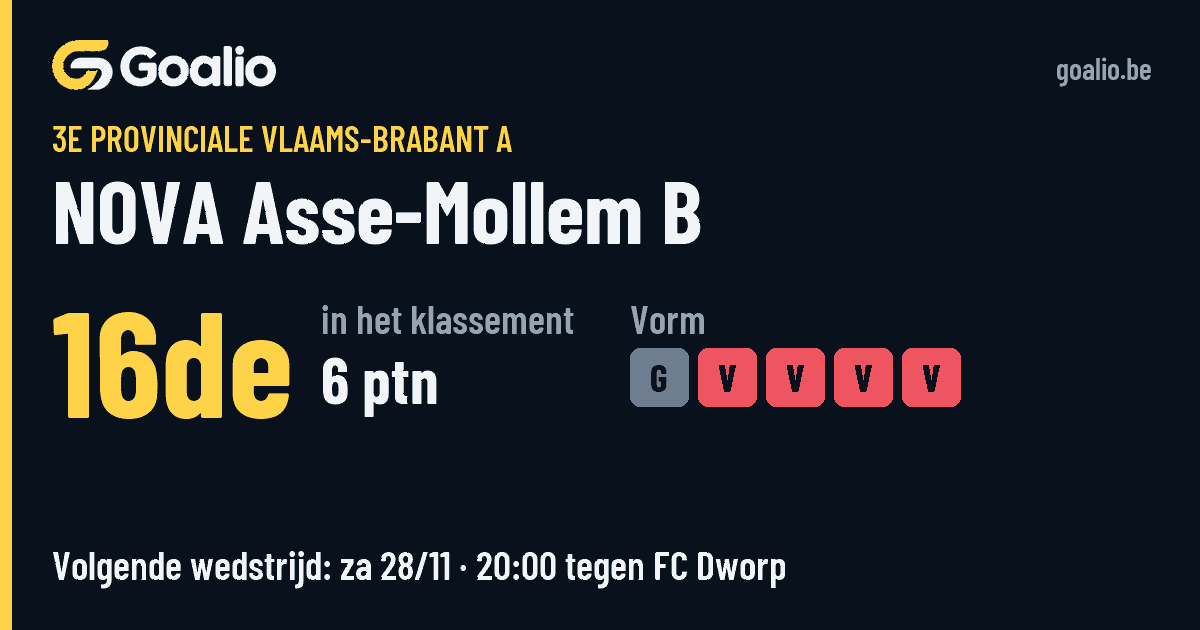 Goalio
goalio.be
3E PROVINCIALE VLAAMS-BRABANT A
NOVA Asse-Mollem B
16de
in het klassement
6 ptn
Vorm
G V V V V
Volgende wedstrijd: za 28/11 · 20:00 tegen FC Dworp